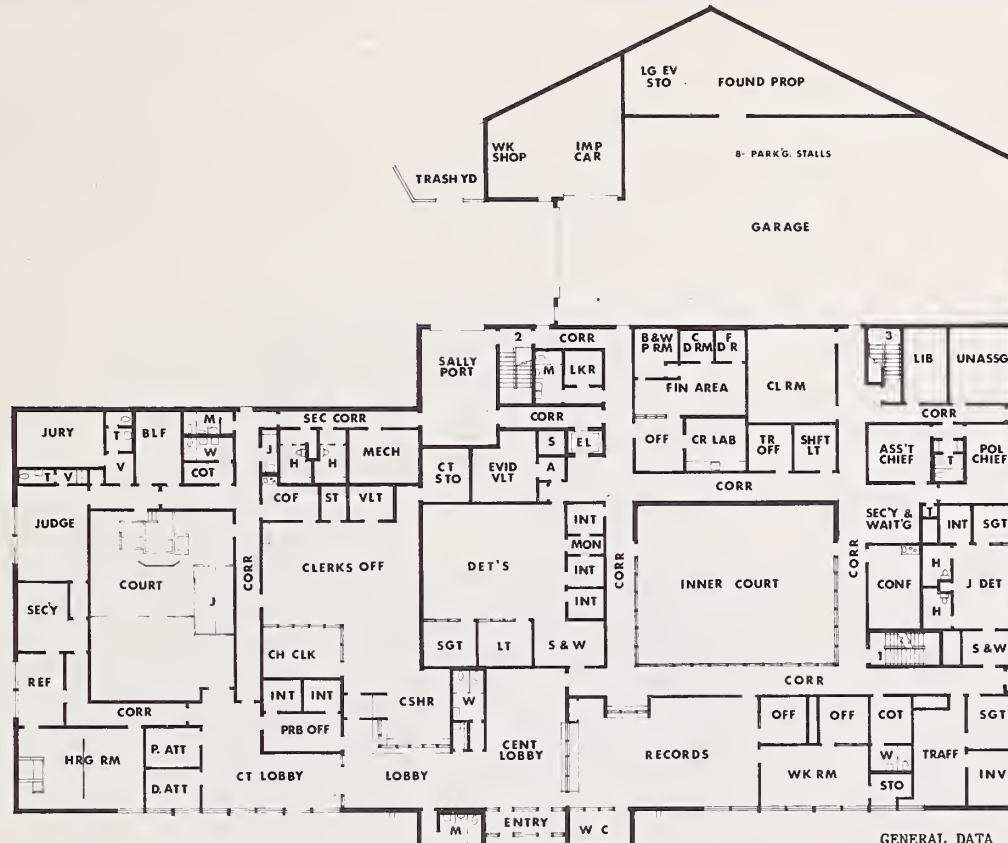 LG EV
STO
FOUND PROP
WK
SHOP
IMP
CAR
8- PARK'G. STALLS
TRASH YD
GARAGE
SALLY
PORT
2
CORR
M
LKR
B&W
P RM
C
D RM
F
D R
FIN AREA
CL RM
3
LIB
UNASSG
CORR
CORR
JURY
T
BLF
M
W
COT
V
T
V
SEC CORR
J
H
H
MECH
COF
ST
VLT
CT
STO
EVID
VLT
S
A
EL
OFF
CR LAB
TR
OFF
SHFT
LT
CORR
ASS'T
CHIEF
T
POL
CHIEF
JUDGE
COURT
J
CORR
CLERKS OFF
DET'S
INT
MON
INT
INT
CORR
INNER COURT
CORR
SEC'Y &
WAIT'G
T
INT
SGT
CONF
H
H
J DET
SEC'Y
SGT
LT
S & W
1
S & W
REF
CH CLK
CORR
CORR
INT
INT
PRB OFF
CSHR
W
CENT
LOBBY
RECORDS
OFF
OFF
COT
W
STO
TRAFF
SGT
INV
HRG RM
P. ATT
D. ATT
CT LOBBY
LOBBY
WK RM
M
ENTRY
W C
GENERAL DATA